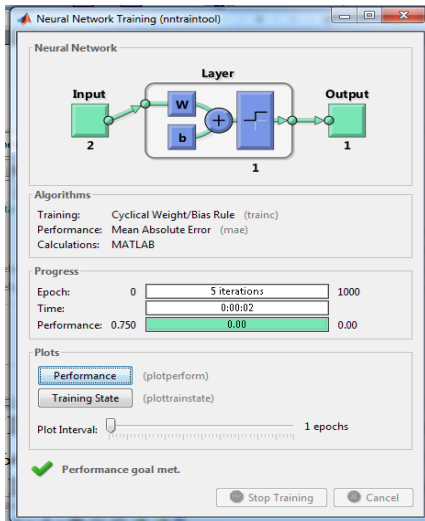 Neural Network Training (nntraintool)
Neural Network
Layer
Input
Output
W
b
+
2
1
1
Algorithms
Training: Cyclical Weight/Bias Rule (trainc)
Performance: Mean Absolute Error (mae)
Calculations: MATLAB
Progress
Epoch: 0 5 iterations 1000
Time: 0:00:02
Performance: 0.750 0.00 0.00
Plots
Performance (plotperform)
Training State (plottrainstate)
Plot Interval: 1 epochs
Performance goal met.
Stop Training Cancel